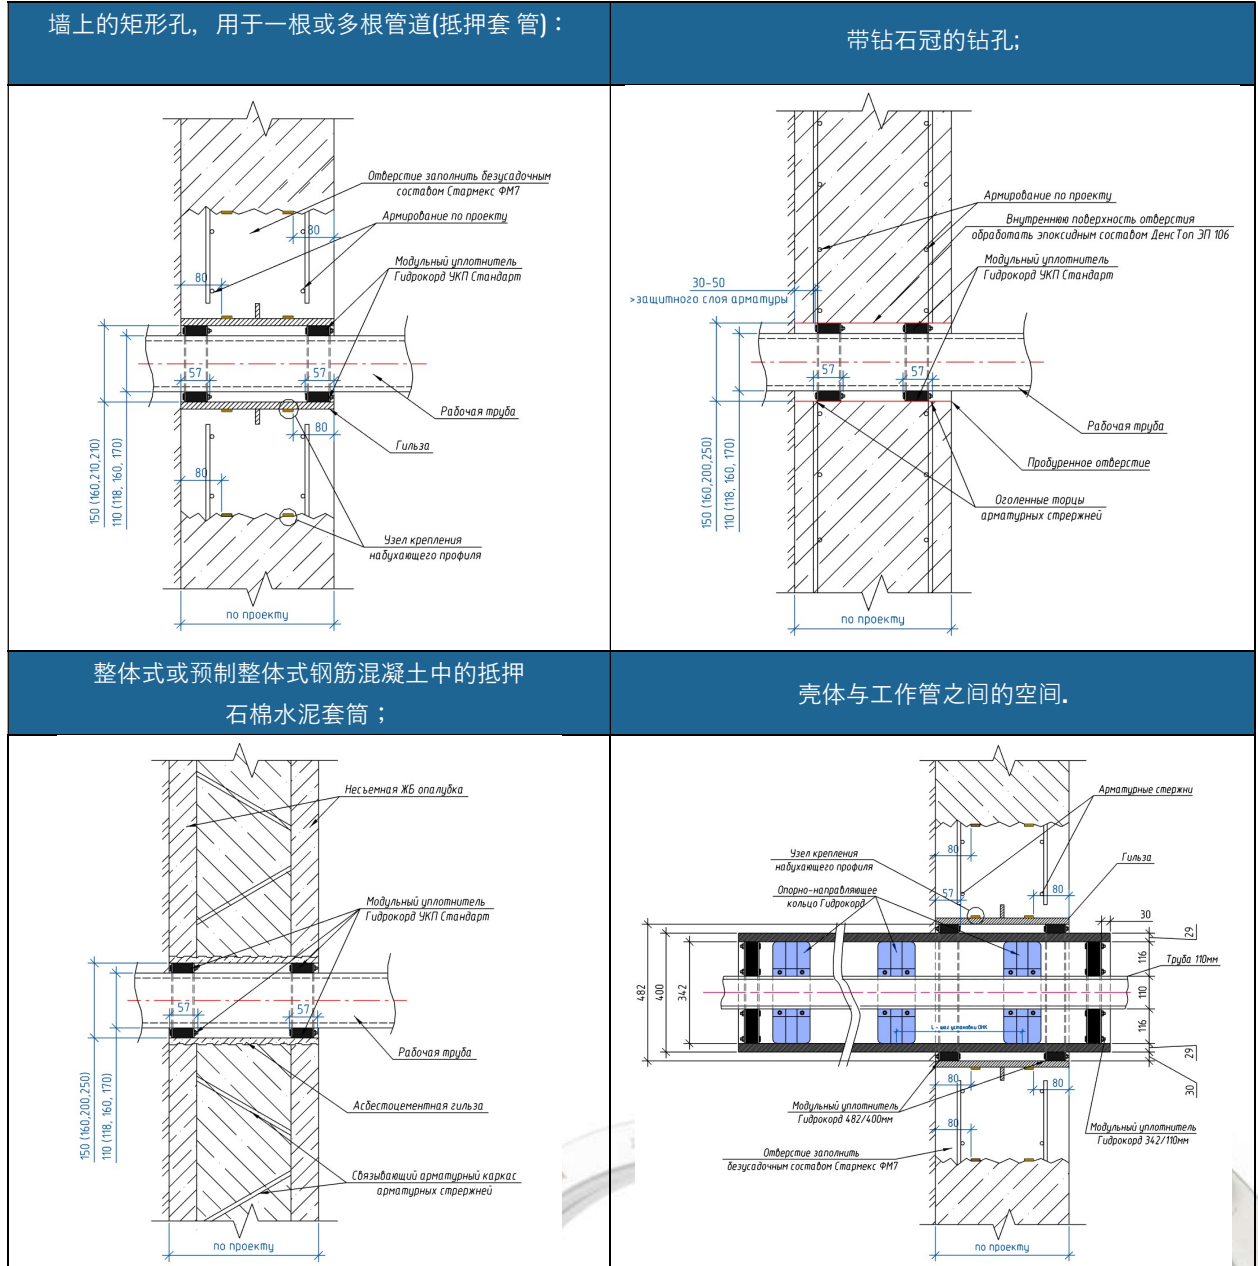 墙上的矩形孔，用于一根或多根管道(抵押套 管)：
带钻石冠的钻孔;
Отверстие заполнить безусадочным
составом Стармекс ФМ7
Армирование по проекту
80
Модульный уплотнитель
Гидрокорд УКП Стандарт
80
57
57
Рабочая труба
Гильза
80
80
150 (160,210,210)
110 (118, 160, 170)
Узел крепления
набухающего профиля
по проекту
Армирование по проекту
Внутреннюю поверхность отверстия
обработать эпоксидным составом ДенсТоп ЭП 106
Модульный уплотнитель
Гидрокорд УКП Стандарт
30-50
>защитного слоя арматуры
57
57
Рабочая труба
Пробуренное отверстие
150 (160,200,250)
110 (118, 160, 170)
Оголенные торцы
арматурных стрержней
по проекту
整体式或预制整体式钢筋混凝土中的抵押
石棉水泥套筒；
壳体与工作管之间的空间.
Несъемная ЖБ опалубка
Модульный уплотнитель
Гидрокорд УКП Стандарт
57
57
Рабочая труба
150 (160,200,250)
110 (118, 160, 170)
Асбестоцементная гильза
Связывающий арматурный каркас
арматурных стрержней
по проекту
Арматурные стержни
Узел крепления
набухающего профиля
80
Гильза
Опорно-направляющее
кольцо Гидрокорд
57
80
30
29
482
400
342
116
Труба 110мм
110
L - шаг установки ОНК
116
29
80
80
30
Модульный уплотнитель
Гидрокорд 482/400мм
80
Модульный уплотнитель
Гидрокорд 342/110мм
Отверстие заполнить
безусадочным составом Стармекс ФМ7
по проекту